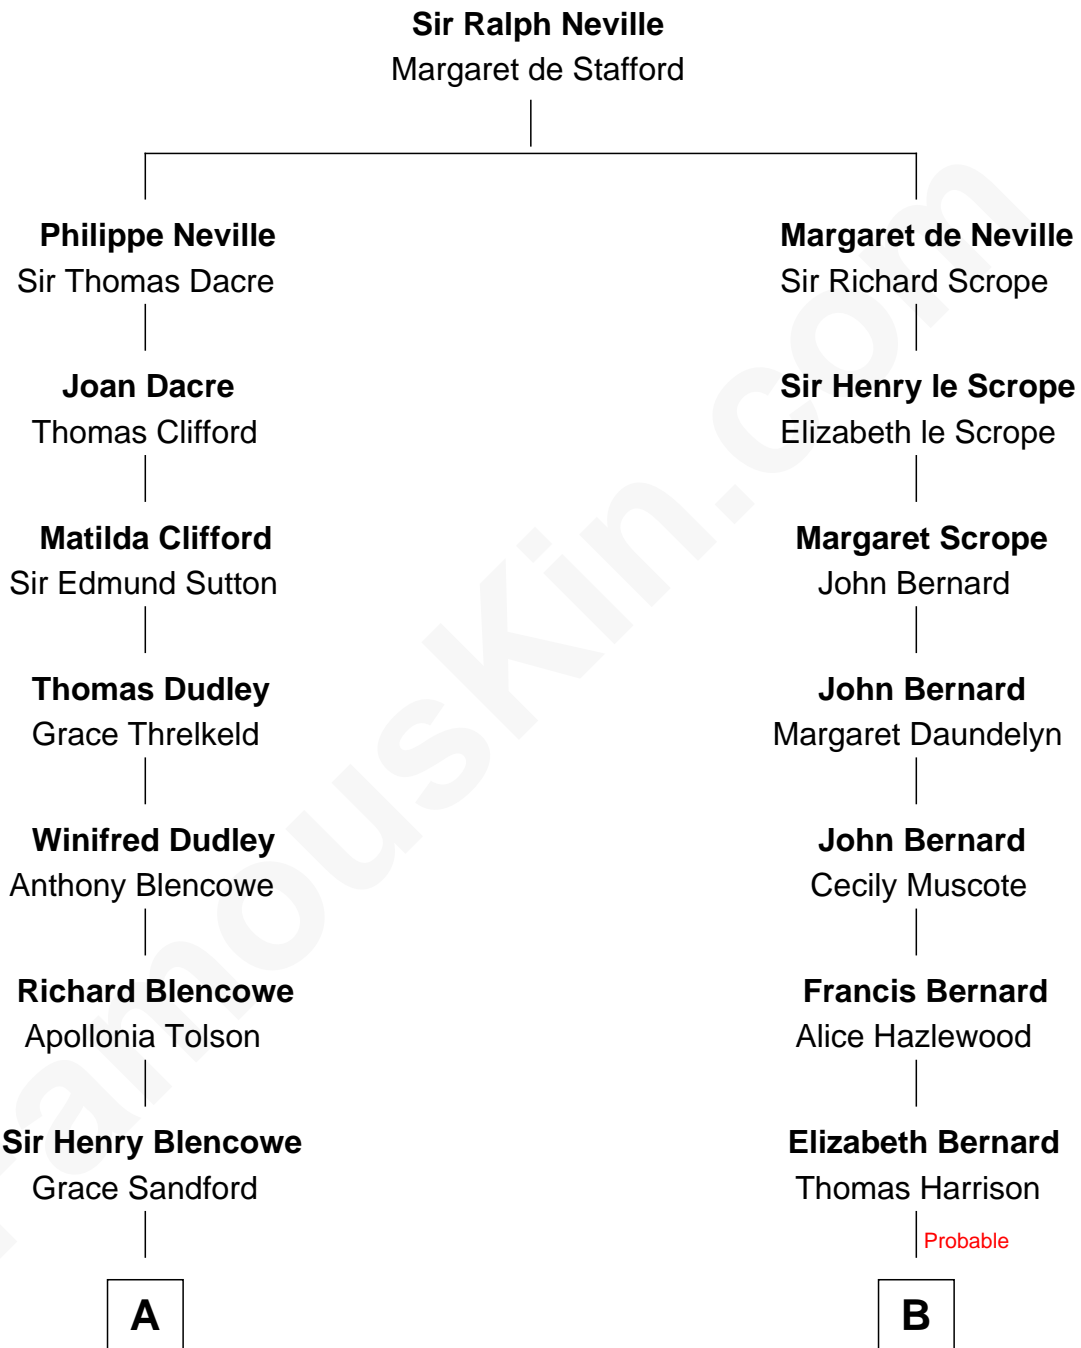 Sir Ralph Neville
Margaret de Stafford
Philippe Neville
Sir Thomas Dacre
Margaret de Neville
Sir Richard Scrope
Joan Dacre
Thomas Clifford
Sir Henry le Scrope
Elizabeth le Scrope
Matilda Clifford
Sir Edmund Sutton
Margaret Scrope
John Bernard
Thomas Dudley
Grace Threlkeld
John Bernard
Margaret Daundelyn
Winifred Dudley
Anthony Blencowe
John Bernard
Cecily Muscote
Richard Blencowe
Apollonia Tolson
Francis Bernard
Alice Hazlewood
Sir Henry Blencowe
Grace Sandford
Elizabeth Bernard
Thomas Harrison
Probable
A
B
FamousKin.com